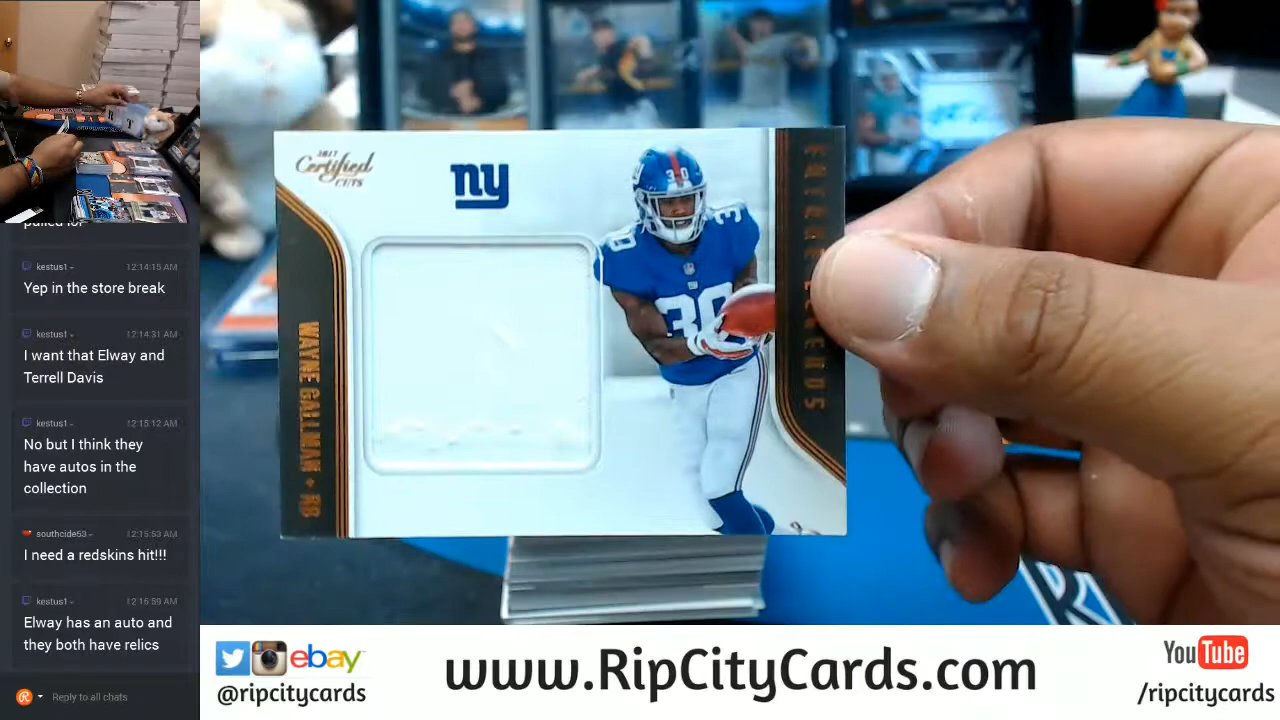 kestus1
12:14:15 AM
Yep in the store break
kestus1
12:14:31 AM
I want that Elway and
Terrell Davis
kestus1
12:15:12 AM
No but I think they
have autos in the
collection
southcide53
12:15:53 AM
I need a redskins hit!!!
kestus1
12:16:59 AM
Elway has an auto and
they both have relics
Reply to all chats
2017
Certified
CUTS
ny
WAYNE GALLMAN • RB
30
30
30
30
FUTURE LEGENDS
ebay
@ripcitycards
www.RipCityCards.com
YouTube
/ripcitycards